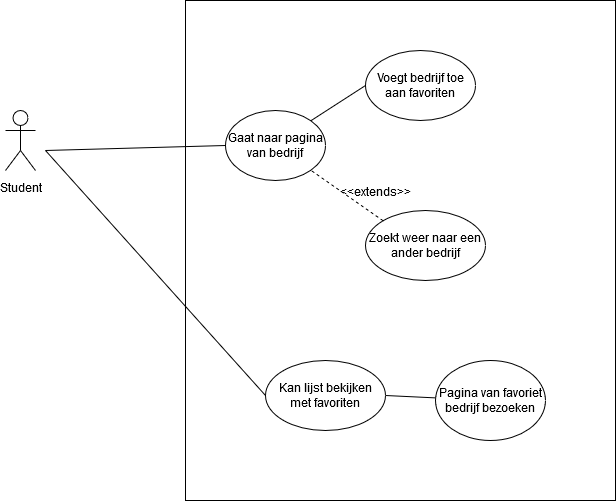 Voegt bedrijf toe
aan favoriten
Gaat naar pagina
van bedrijf
Student
<<extends>>
Zoekt weer naar een
ander bedrijf
Kan lijst bekijken
met favoriten
Pagina van favoriet
bedrijf bezoeken